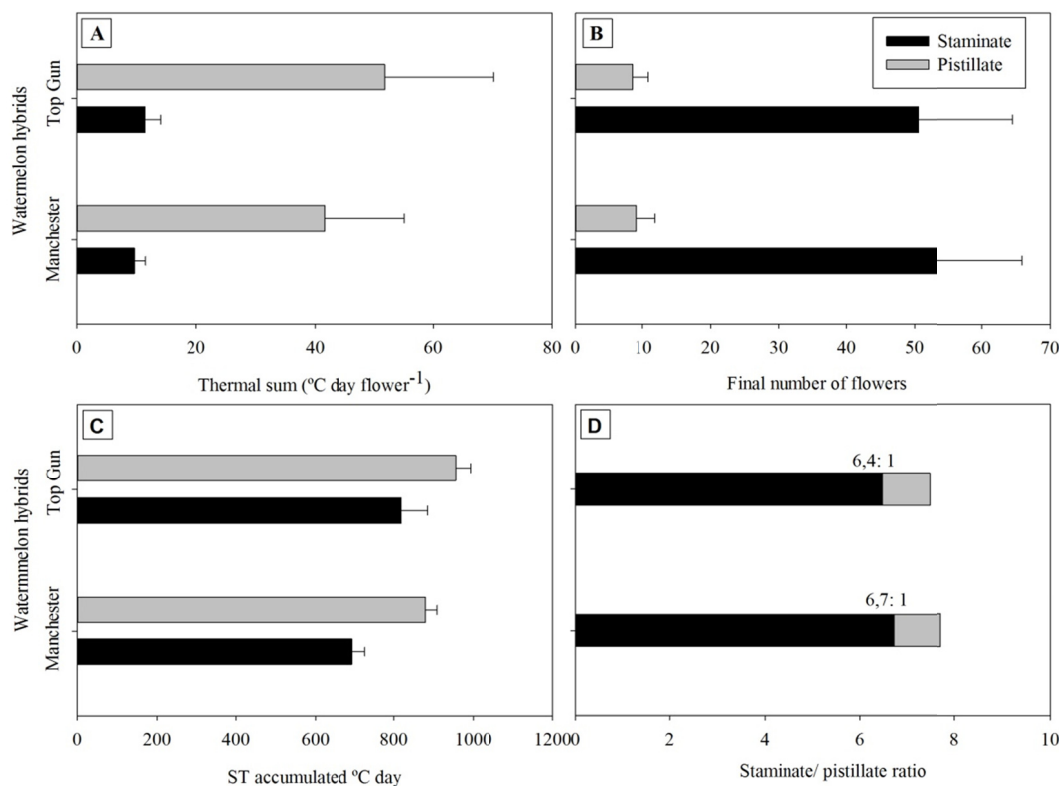 A
B
Staminate
Pistillate
Watermelon hybrids
Top Gun
Manchester
0 20 40 60 80
Thermal sum (ºC day flower⁻¹)
0 10 20 30 40 50 60 70
Final number of flowers
C
D
Watermmelon hybrids
Top Gun
Manchester
6,4: 1
6,7: 1
0 200 400 600 800 1000 1200
ST accumulated ºC day
0 2 4 6 8 10
Staminate/ pistillate ratio